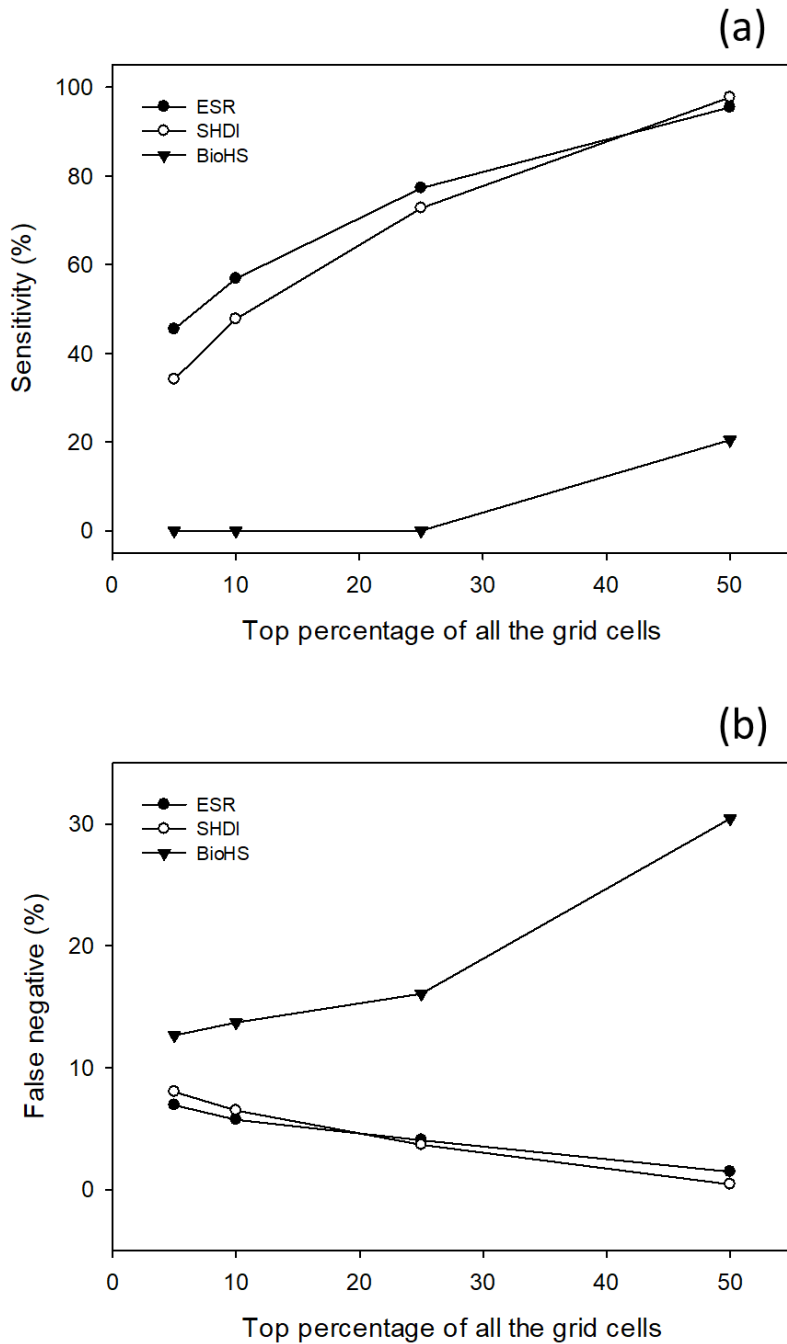 (a)
100
80
60
40
20
0
Sensitivity (%)
ESR
SHDI
BioHS
0 10 20 30 40 50
Top percentage of all the grid cells
(b)
30
20
10
0
False negative (%)
ESR
SHDI
BioHS
0 10 20 30 40 50
Top percentage of all the grid cells